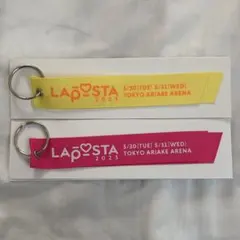 LAPOSTA
2023
1/30(TUE) 1/31(WED)
TOKYO ARIAKE ARENA
LAPOSTA
2023
1/30(TUE) 1/31(WED)
TOKYO ARIAKE ARENA